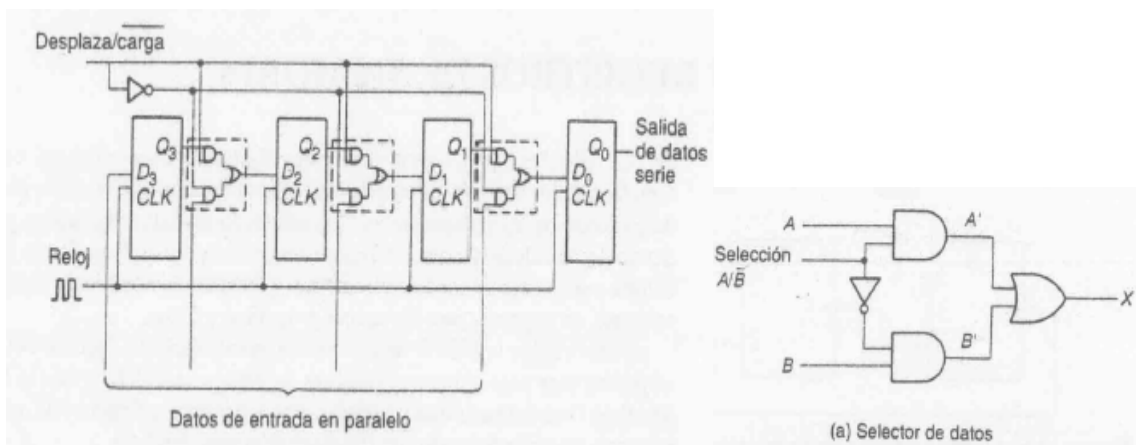 Desplaza/carga
Q₃
D₃
CLK
Q₂
D₂
CLK
Q₁
D₁
CLK
Q₀
D₀
CLK
Salida
de datos
serie
Reloj
Datos de entrada en paralelo
A
A'
Selección
A/B̅
X
B
B'
(a) Selector de datos